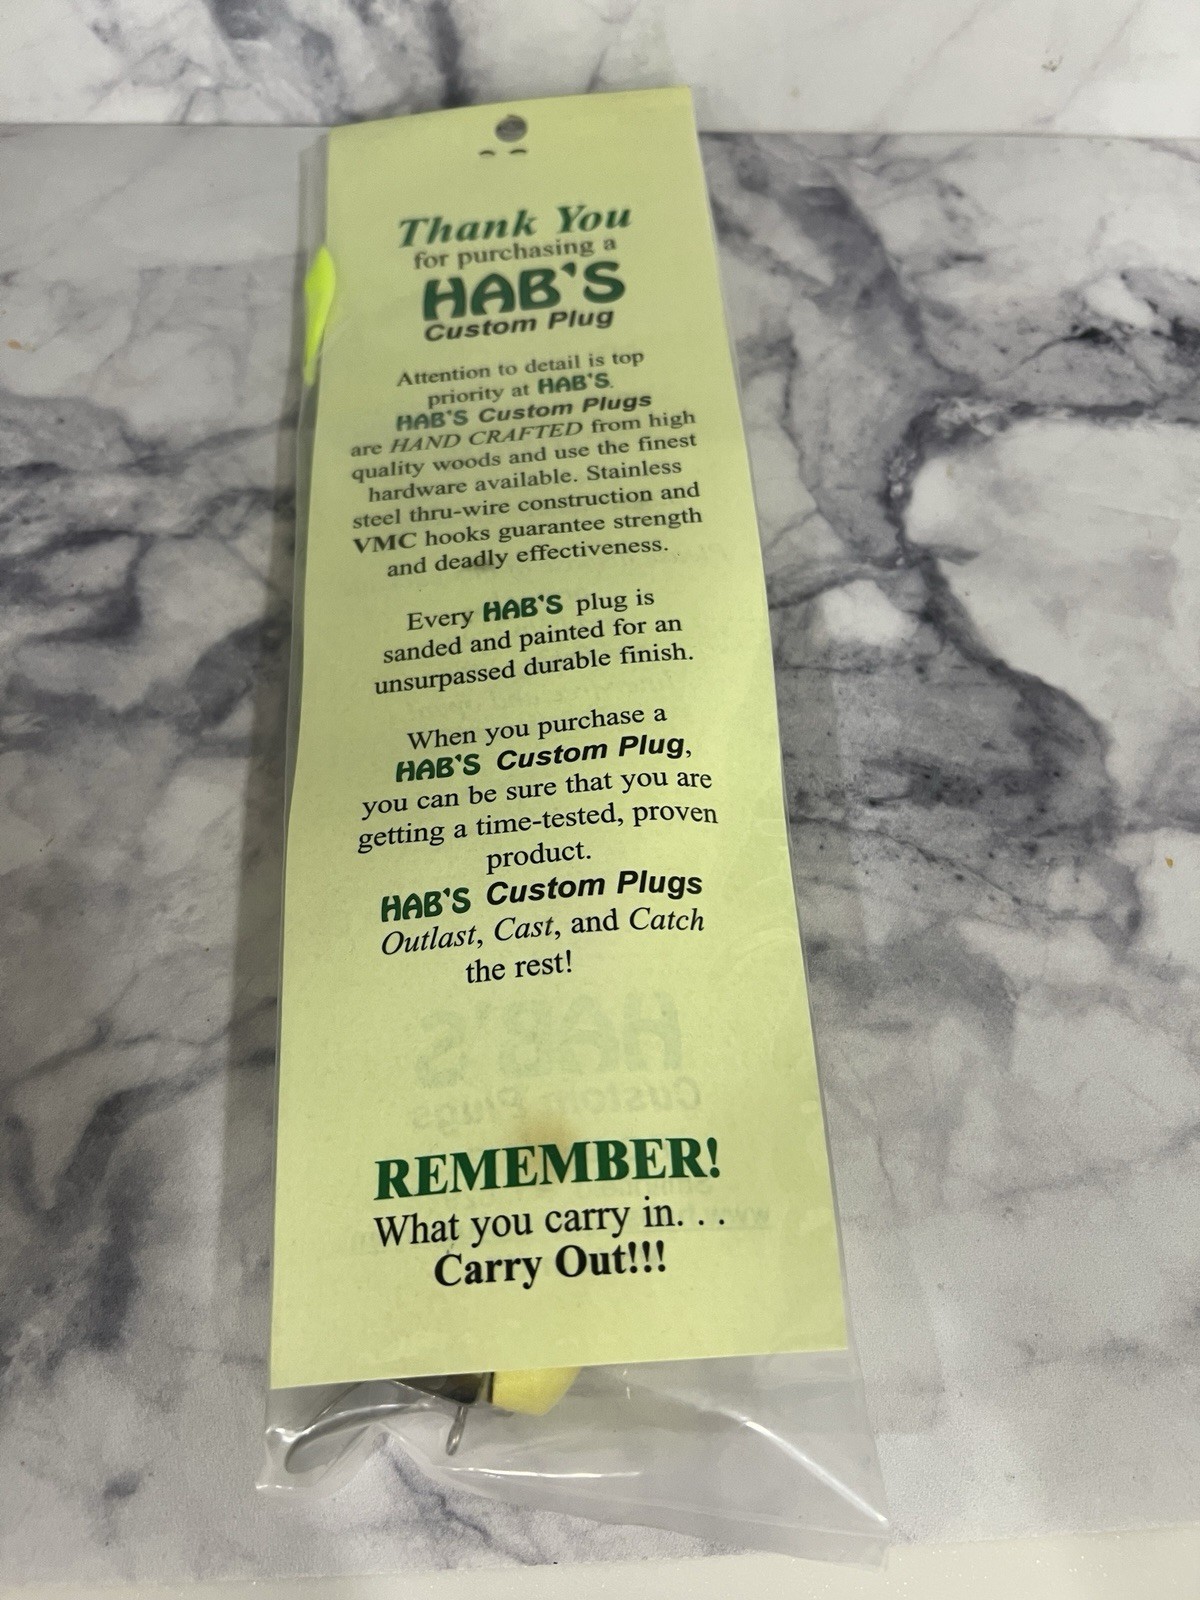 Thank You
for purchasing a
HAB'S
Custom Plug
Attention to detail is top
priority at HAB'S.
HAB'S Custom Plugs
are HAND CRAFTED from high
quality woods and use the finest
hardware available. Stainless
steel thru-wire construction and
VMC hooks guarantee strength
and deadly effectiveness.
Every HAB'S plug is
sanded and painted for an
unsurpassed durable finish.
When you purchase a
HAB'S Custom Plug,
you can be sure that you are
getting a time-tested, proven
product.
HAB'S Custom Plugs
Outlast, Cast, and Catch
the rest!
HAB'S
Custom Plugs
REMEMBER!
What you carry in. . .
Carry Out!!!